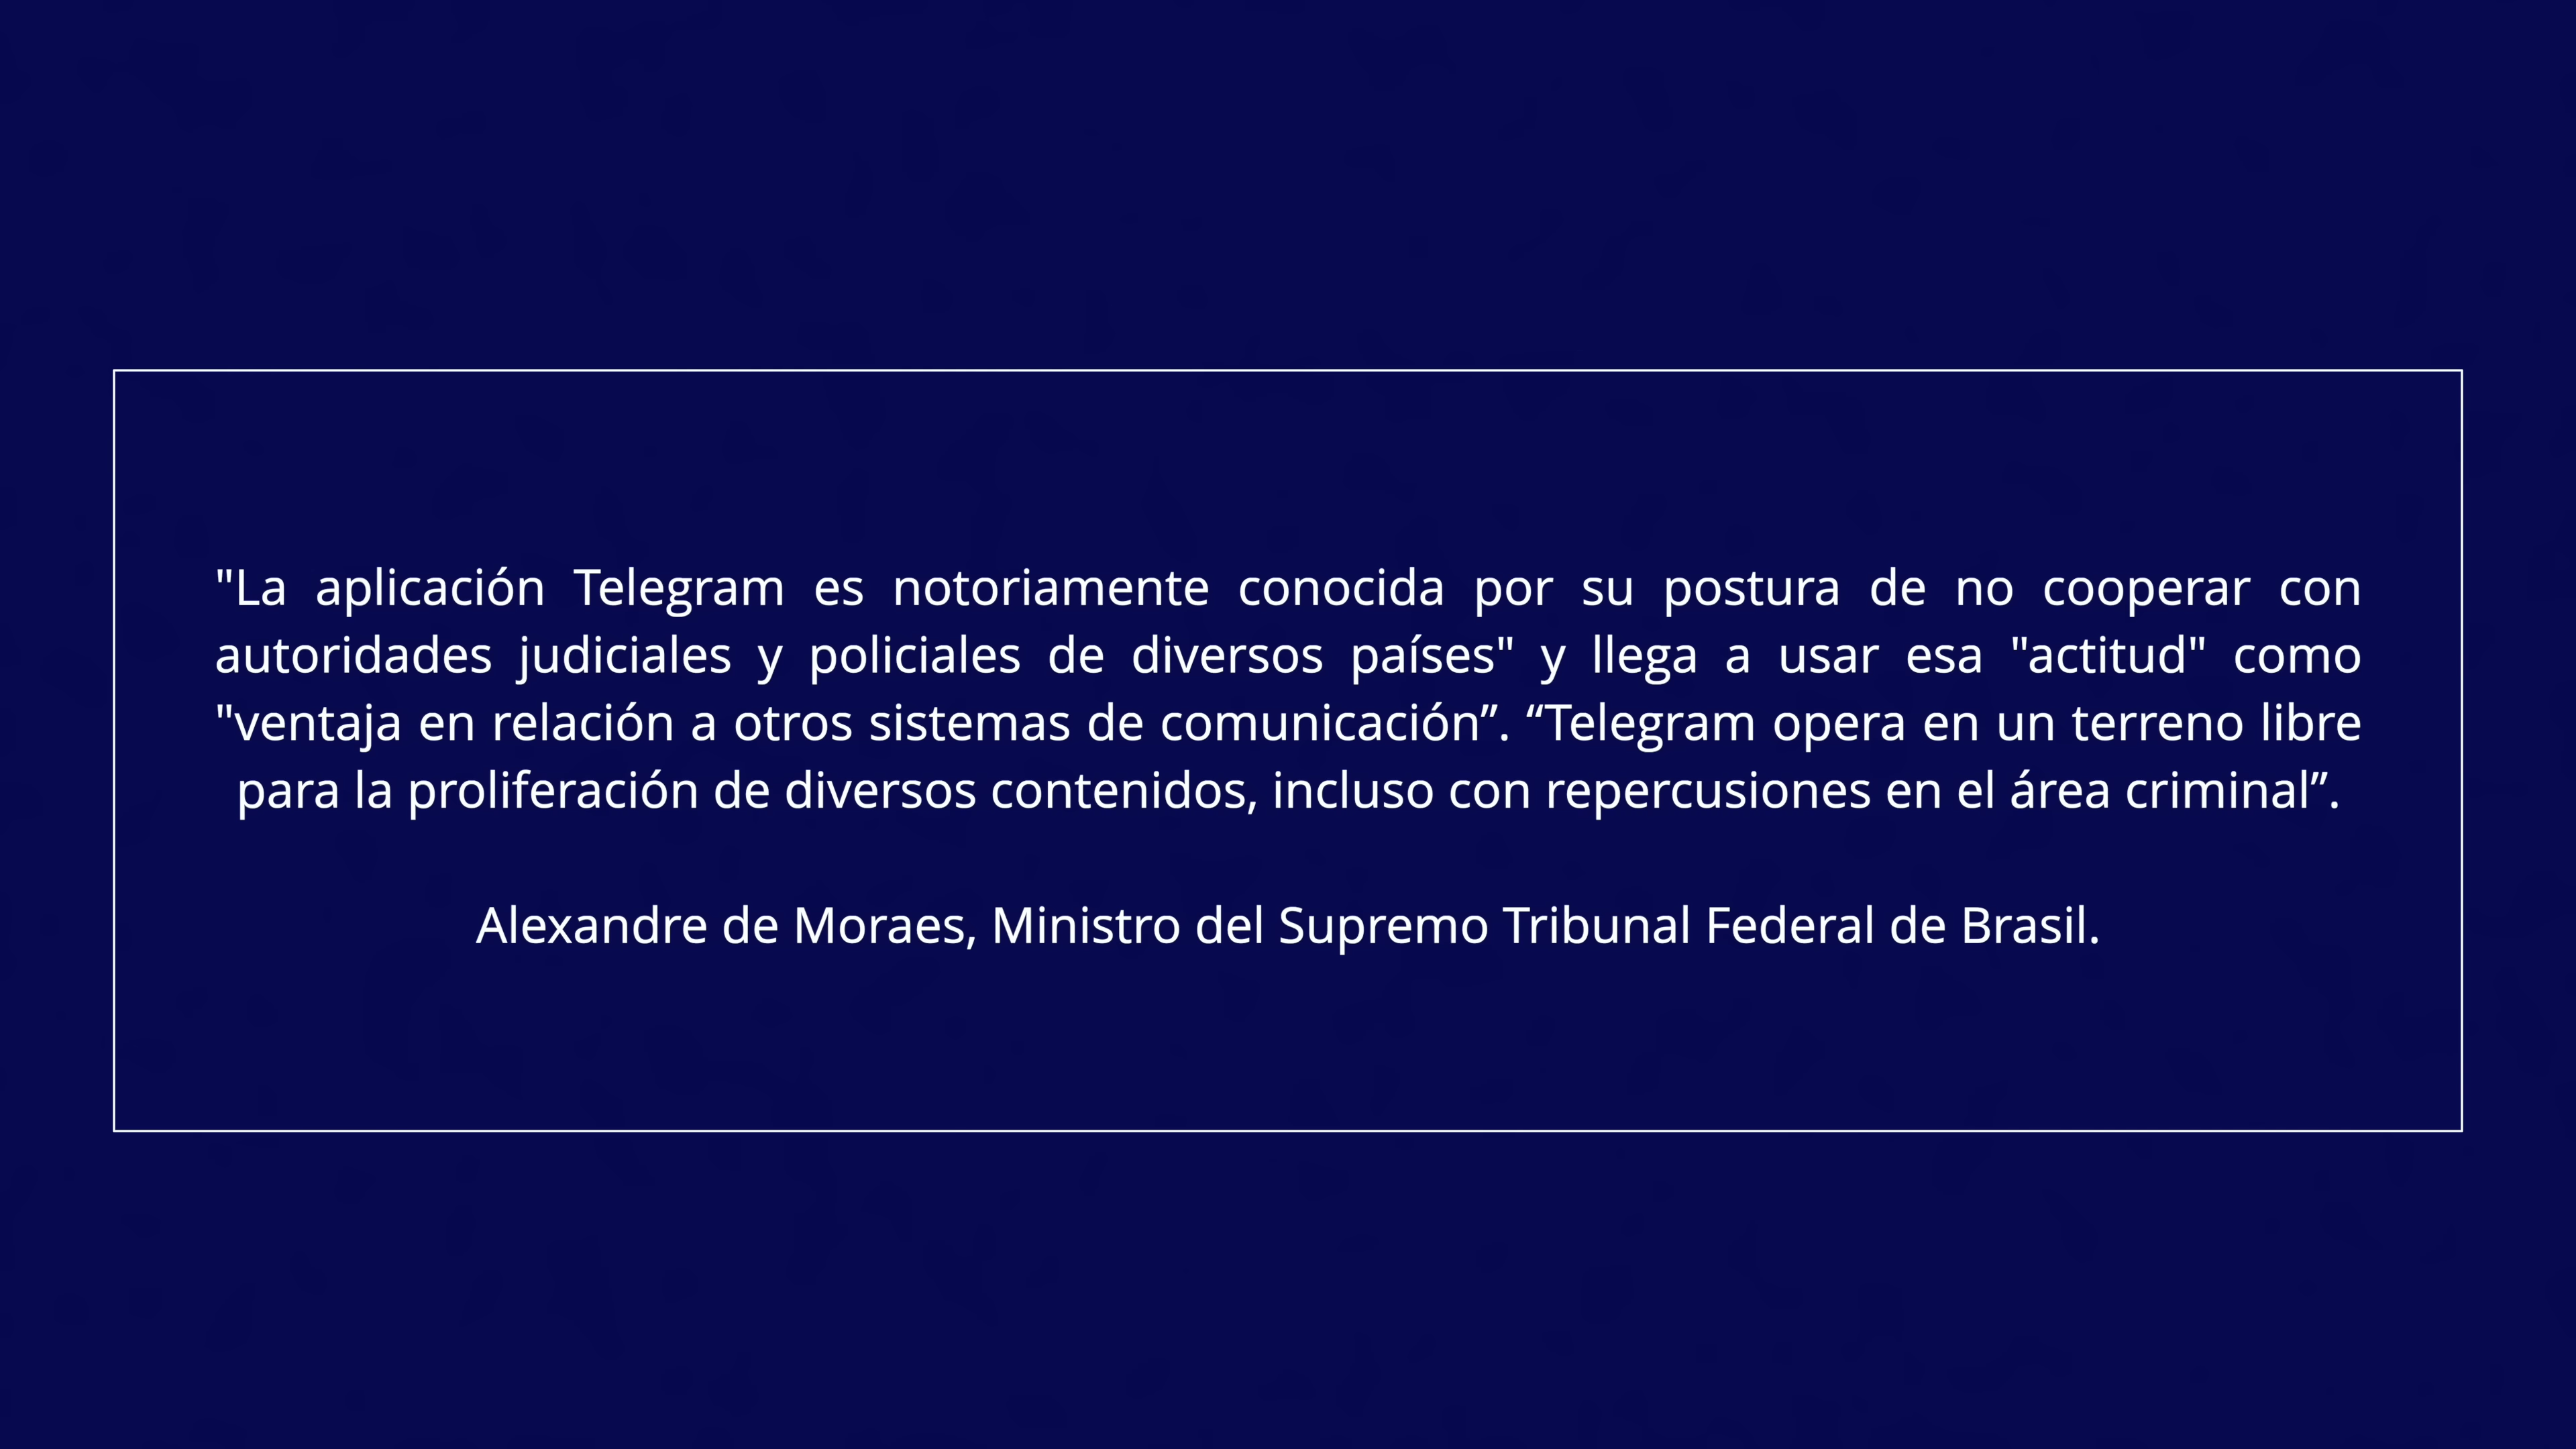 "La aplicación Telegram es notoriamente conocida por su postura de no cooperar con
autoridades judiciales y policiales de diversos países" y llega a usar esa "actitud" como
"ventaja en relación a otros sistemas de comunicación”. “Telegram opera en un terreno libre
para la proliferación de diversos contenidos, incluso con repercusiones en el área criminal”.
Alexandre de Moraes, Ministro del Supremo Tribunal Federal de Brasil.